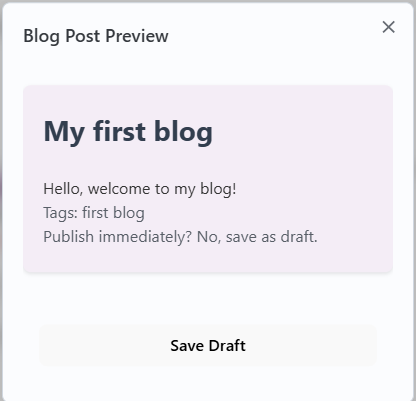 Blog Post Preview
My first blog
Hello, welcome to my blog!
Tags: first blog
Publish immediately? No, save as draft.
Save Draft